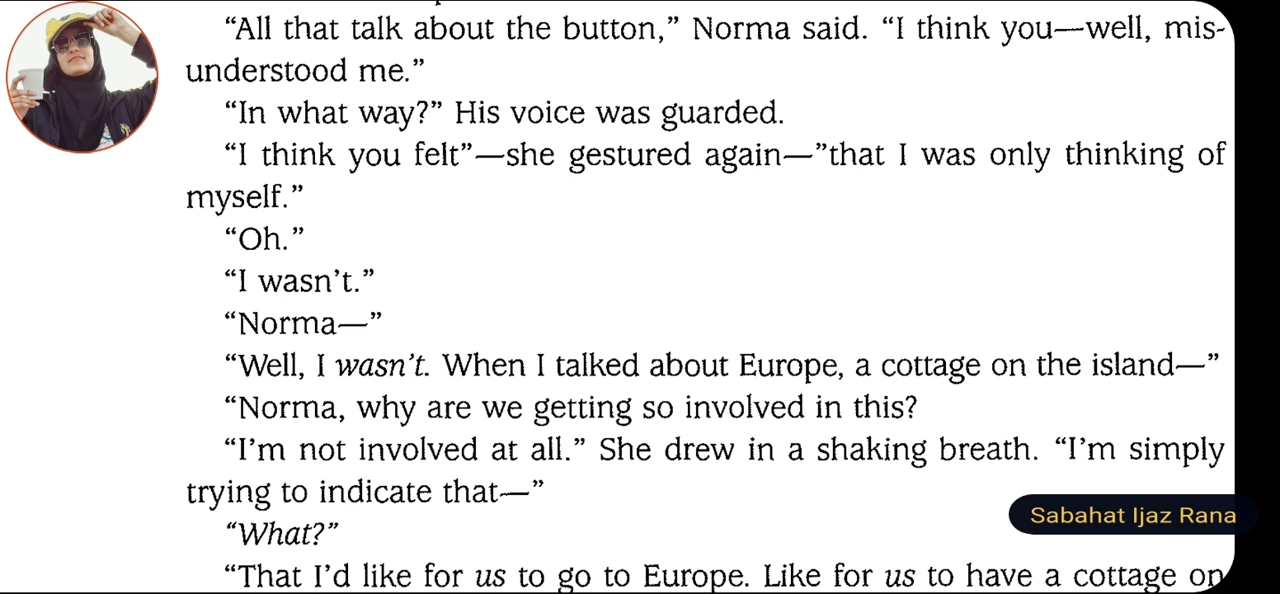 “All that talk about the button,” Norma said. “I think you—well, mis-
understood me.”
“In what way?” His voice was guarded.
“I think you felt”—she gestured again—”that I was only thinking of
myself.”
“Oh.”
“I wasn’t.”
“Norma—”
“Well, I wasn’t. When I talked about Europe, a cottage on the island—”
“Norma, why are we getting so involved in this?
“I’m not involved at all.” She drew in a shaking breath. “I’m simply
trying to indicate that—”
Sabahat Ijaz Rana
“What?”
“That I’d like for us to go to Europe. Like for us to have a cottage on